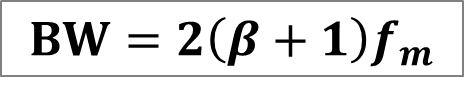 BW = 2(β + 1)fₘ